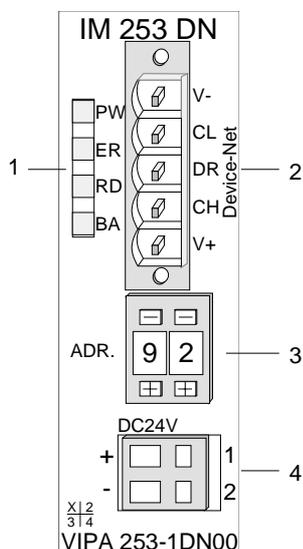 IM 253 DN
PW
ER
RD
BA
V-
CL
DR
CH
V+
Device-Net
1
2
ADR.
- -
9 2
+ +
3
DC24V
+ 1
- 2
4
X 2
3 4
VIPA 253-1DN00